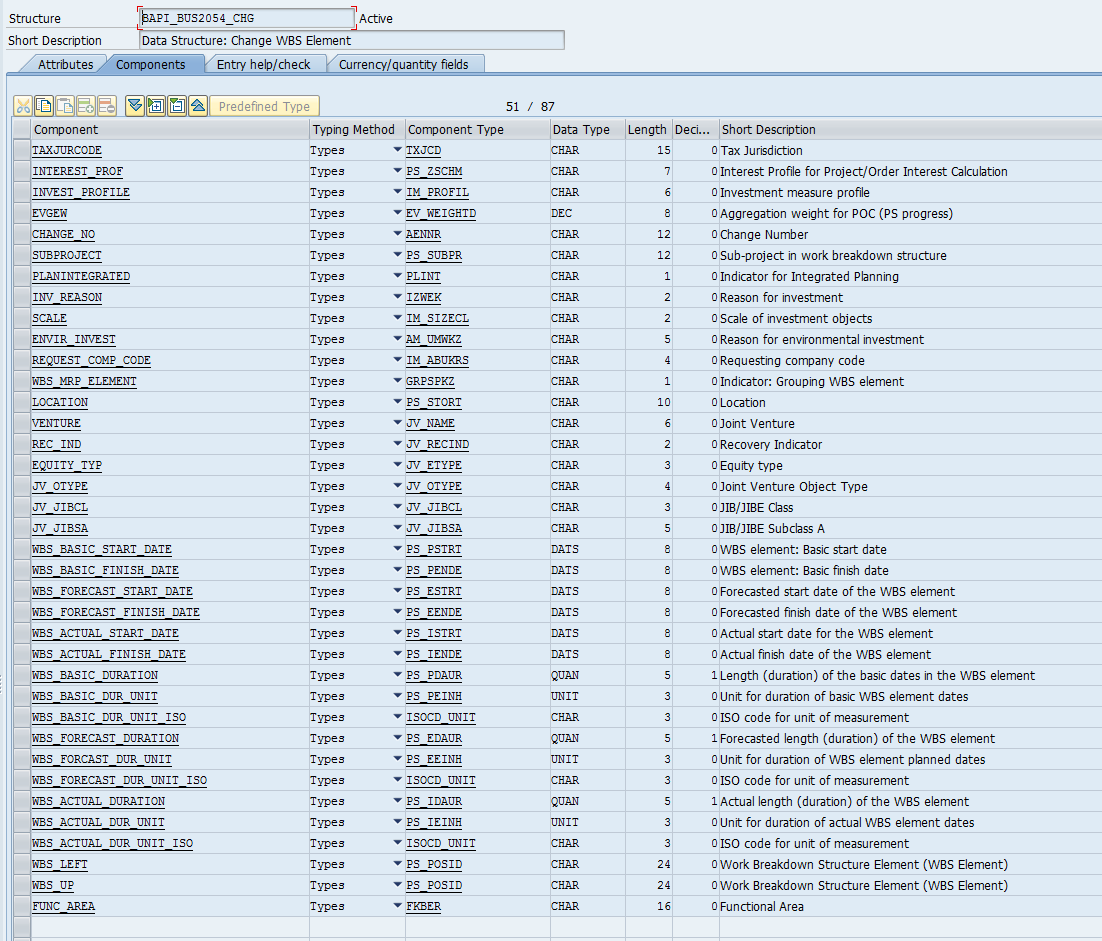 Structure BAPI_BUS2054_CHG Active
Short Description Data Structure: Change WBS Element
Attributes Components Entry help/check Currency/quantity fields
Predefined Type 51 / 87
Component Typing Method Component Type Data Type Length Deci... Short Description
TAXJURCODE Types TXJCD CHAR 15 0 Tax Jurisdiction
INTEREST_PROF Types PS_ZSCHM CHAR 7 0 Interest Profile for Project/Order Interest Calculation
INVEST_PROFILE Types IM_PROFIL CHAR 6 0 Investment measure profile
EVGEW Types EV_WEIGHTD DEC 8 0 Aggregation weight for POC (PS progress)
CHANGE_NO Types AENNR CHAR 12 0 Change Number
SUBPROJECT Types PS_SUBPR CHAR 12 0 Sub-project in work breakdown structure
PLANINTEGRATED Types PLINT CHAR 1 0 Indicator for Integrated Planning
INV_REASON Types IZWEK CHAR 2 0 Reason for investment
SCALE Types IM_SIZECL CHAR 2 0 Scale of investment objects
ENVIR_INVEST Types AM_UMWKZ CHAR 5 0 Reason for environmental investment
REQUEST_COMP_CODE Types IM_ABUKRS CHAR 4 0 Requesting company code
WBS_MRP_ELEMENT Types GRPSPKZ CHAR 1 0 Indicator: Grouping WBS element
LOCATION Types PS_STORT CHAR 10 0 Location
VENTURE Types JV_NAME CHAR 6 0 Joint Venture
REC_IND Types JV_RECIND CHAR 2 0 Recovery Indicator
EQUITY_TYP Types JV_ETYPE CHAR 3 0 Equity type
JV_OTYPE Types JV_OTYPE CHAR 4 0 Joint Venture Object Type
JV_JIBCL Types JV_JIBCL CHAR 3 0 JIB/JIBE Class
JV_JIBSA Types JV_JIBSA CHAR 5 0 JIB/JIBE Subclass A
WBS_BASIC_START_DATE Types PS_PSTRT DATS 8 0 WBS element: Basic start date
WBS_BASIC_FINISH_DATE Types PS_PENDE DATS 8 0 WBS element: Basic finish date
WBS_FORECAST_START_DATE Types PS_ESTRT DATS 8 0 Forecasted start date of the WBS element
WBS_FORECAST_FINISH_DATE Types PS_EENDE DATS 8 0 Forecasted finish date of the WBS element
WBS_ACTUAL_START_DATE Types PS_ISTRT DATS 8 0 Actual start date for the WBS element
WBS_ACTUAL_FINISH_DATE Types PS_IENDE DATS 8 0 Actual finish date of the WBS element
WBS_BASIC_DURATION Types PS_PDAUR QUAN 5 1 Length (duration) of the basic dates in the WBS element
WBS_BASIC_DUR_UNIT Types PS_PEINH UNIT 3 0 Unit for duration of basic WBS element dates
WBS_BASIC_DUR_UNIT_ISO Types ISOCD_UNIT CHAR 3 0 ISO code for unit of measurement
WBS_FORECAST_DURATION Types PS_EDAUR QUAN 5 1 Forecasted length (duration) of the WBS element
WBS_FORCAST_DUR_UNIT Types PS_EEINH UNIT 3 0 Unit for duration of WBS element planned dates
WBS_FORECAST_DUR_UNIT_ISO Types ISOCD_UNIT CHAR 3 0 ISO code for unit of measurement
WBS_ACTUAL_DURATION Types PS_IDAUR QUAN 5 1 Actual length (duration) of the WBS element
WBS_ACTUAL_DUR_UNIT Types PS_IEINH UNIT 3 0 Unit for duration of actual WBS element dates
WBS_ACTUAL_DUR_UNIT_ISO Types ISOCD_UNIT CHAR 3 0 ISO code for unit of measurement
WBS_LEFT Types PS_POSID CHAR 24 0 Work Breakdown Structure Element (WBS Element)
WBS_UP Types PS_POSID CHAR 24 0 Work Breakdown Structure Element (WBS Element)
FUNC_AREA Types FKBER CHAR 16 0 Functional Area